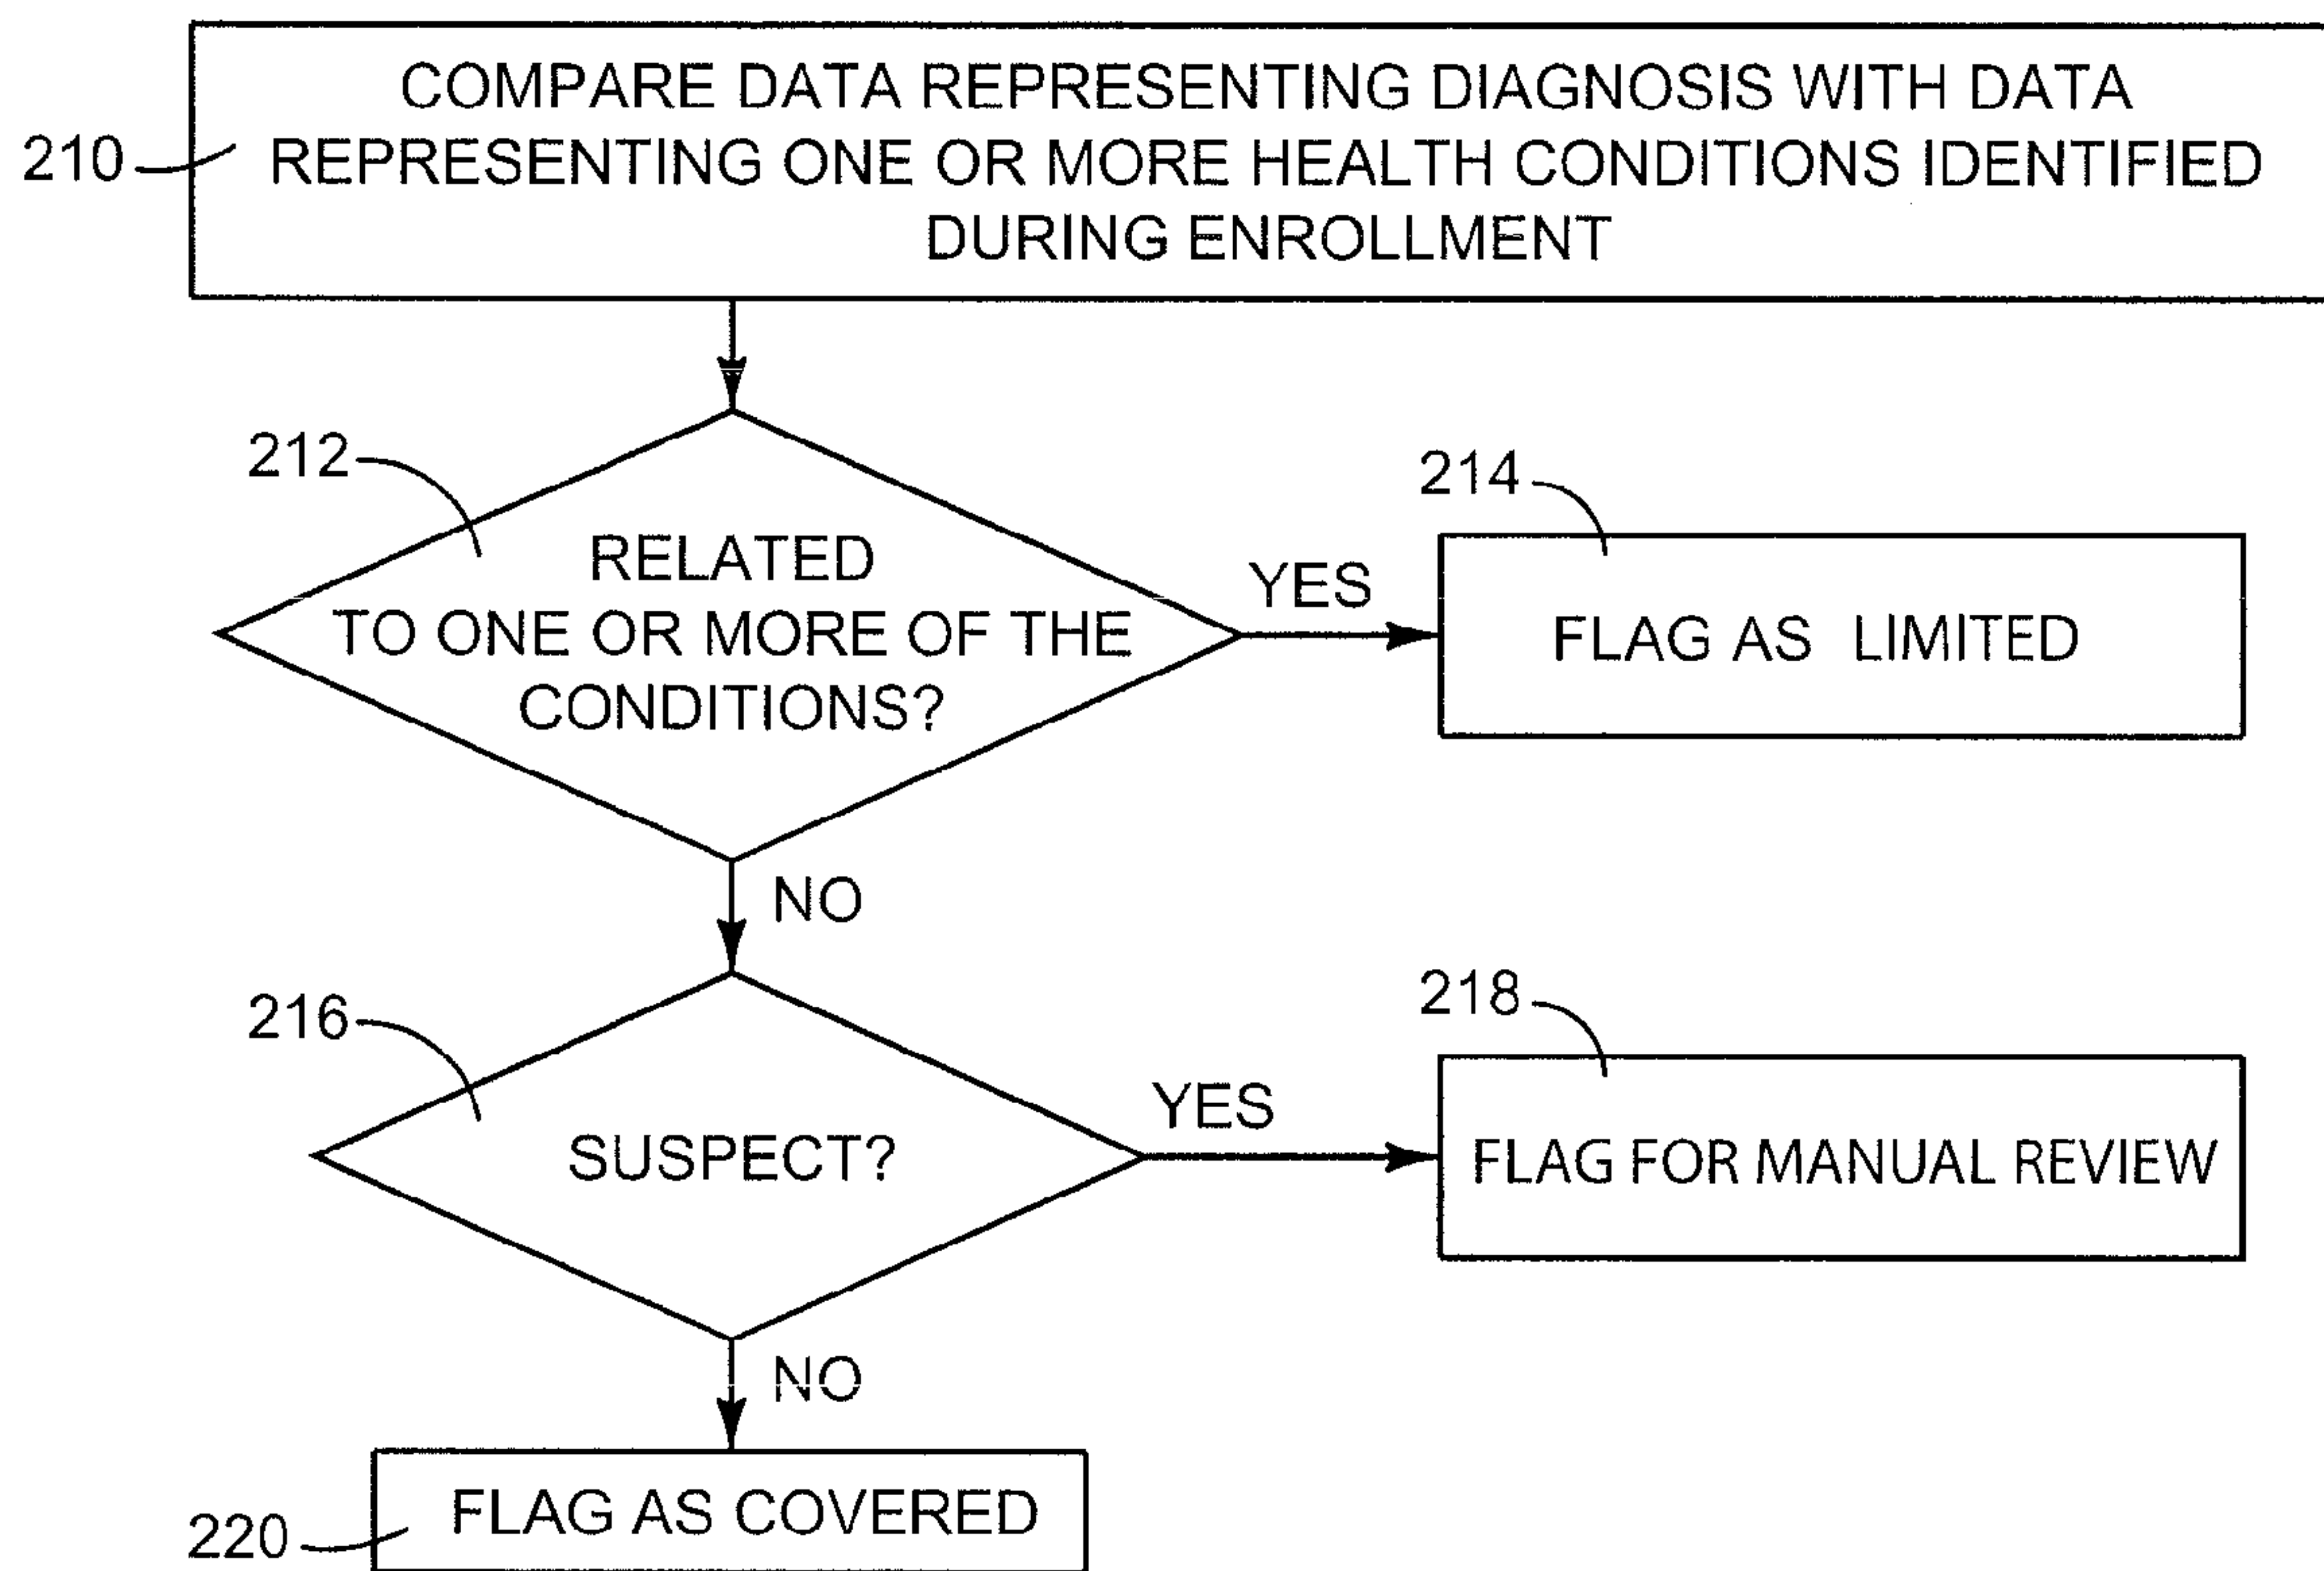 COMPARE DATA REPRESENTING DIAGNOSIS WITH DATA
210
REPRESENTING ONE OR MORE HEALTH CONDITIONS IDENTIFIED
DURING ENROLLMENT
212
214
RELATED
TO ONE OR MORE OF THE
CONDITIONS?
YES
FLAG AS LIMITED
NO
216
218
SUSPECT?
YES
FLAG FOR MANUAL REVIEW
NO
220
FLAG AS COVERED